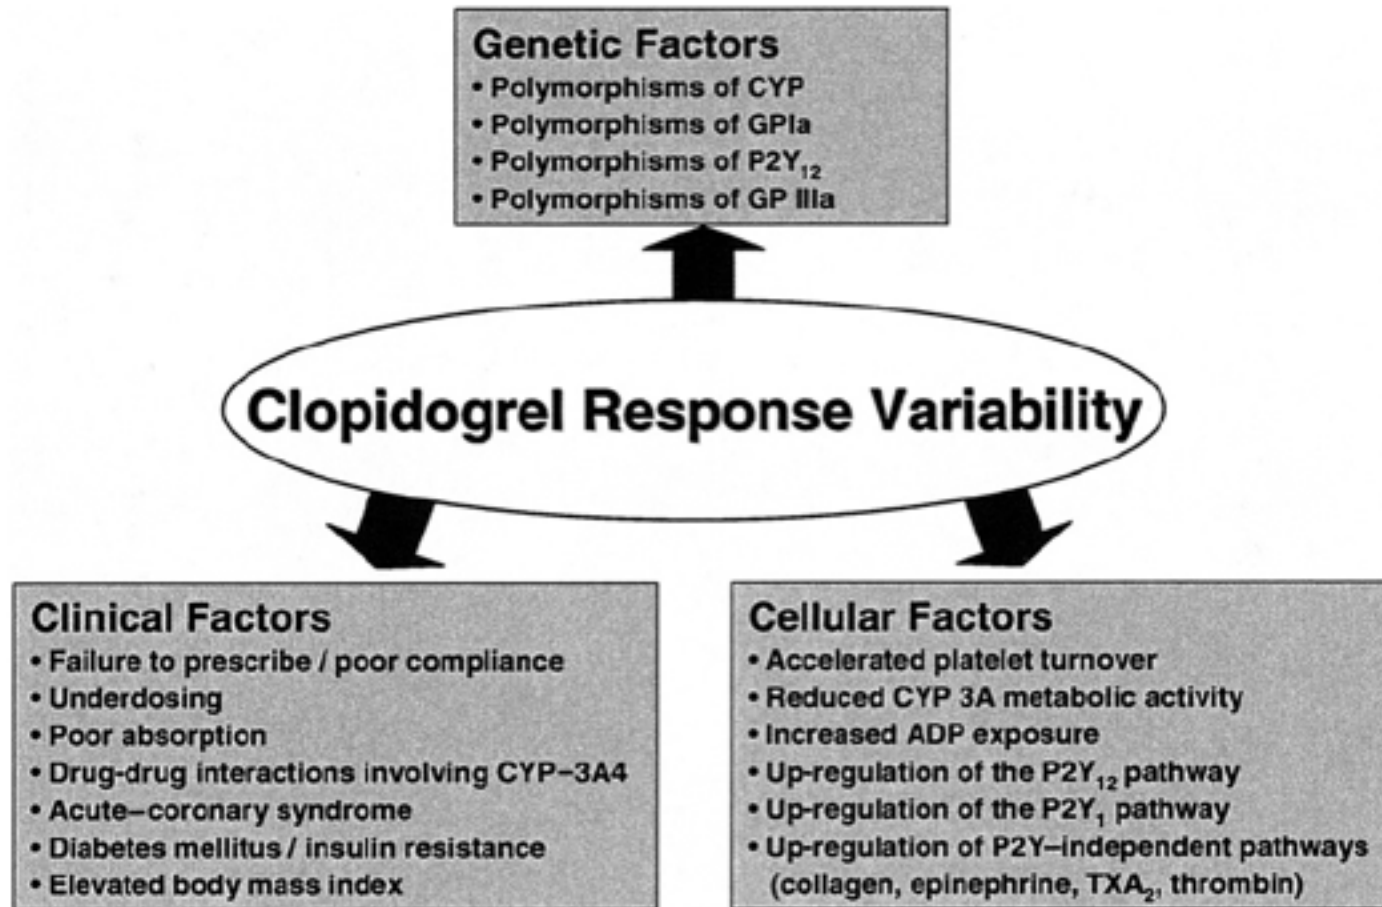 Genetic Factors
• Polymorphisms of CYP
• Polymorphisms of GPIa
• Polymorphisms of P2Y₁₂
• Polymorphisms of GP IIIa
Clopidogrel Response Variability
Clinical Factors
• Failure to prescribe / poor compliance
• Underdosing
• Poor absorption
• Drug-drug interactions involving CYP–3A4
• Acute–coronary syndrome
• Diabetes mellitus / insulin resistance
• Elevated body mass index
Cellular Factors
• Accelerated platelet turnover
• Reduced CYP 3A metabolic activity
• Increased ADP exposure
• Up-regulation of the P2Y₁₂ pathway
• Up-regulation of the P2Y₁ pathway
• Up-regulation of P2Y–independent pathways
(collagen, epinephrine, TXA₂, thrombin)